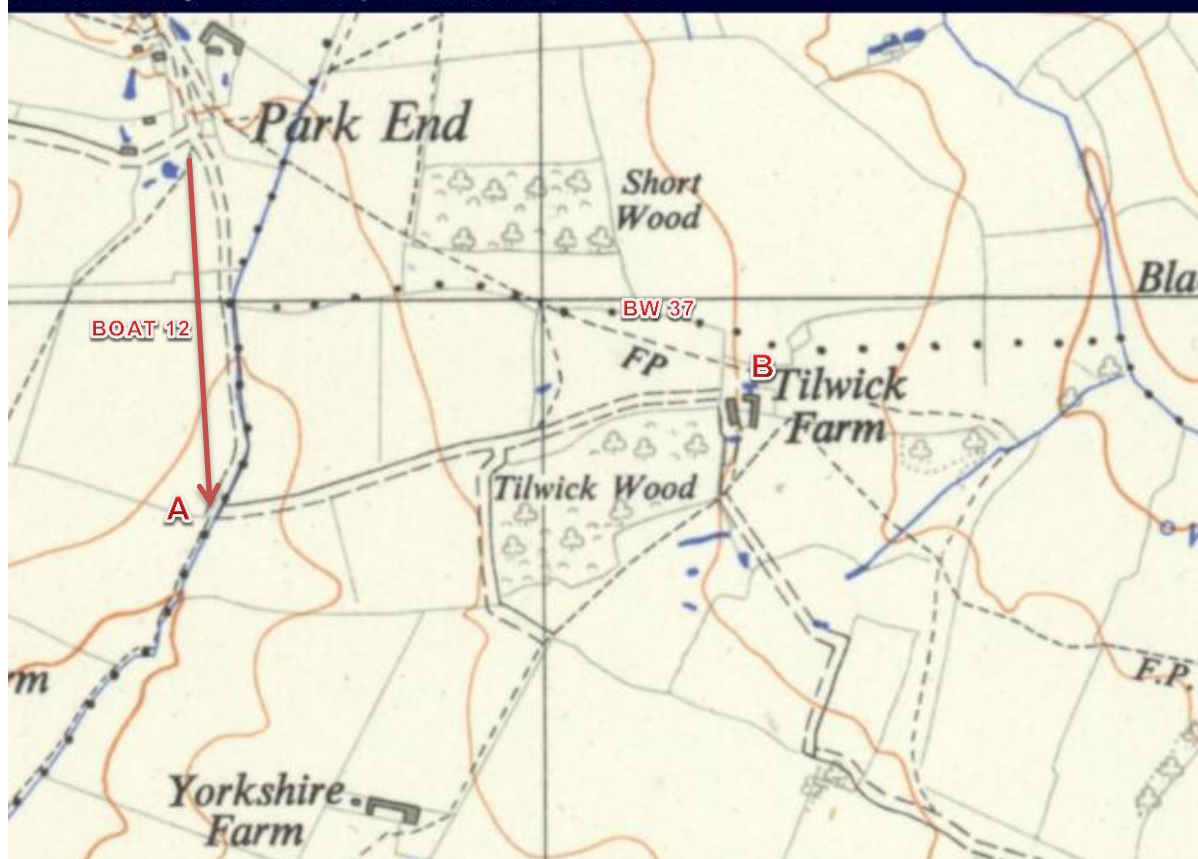 Park End
Short
Wood
Bla
BOAT 12
BW 37
FP
B
Tilwick
Farm
A
Tilwick Wood
m
F.P.
Yorkshire
Farm